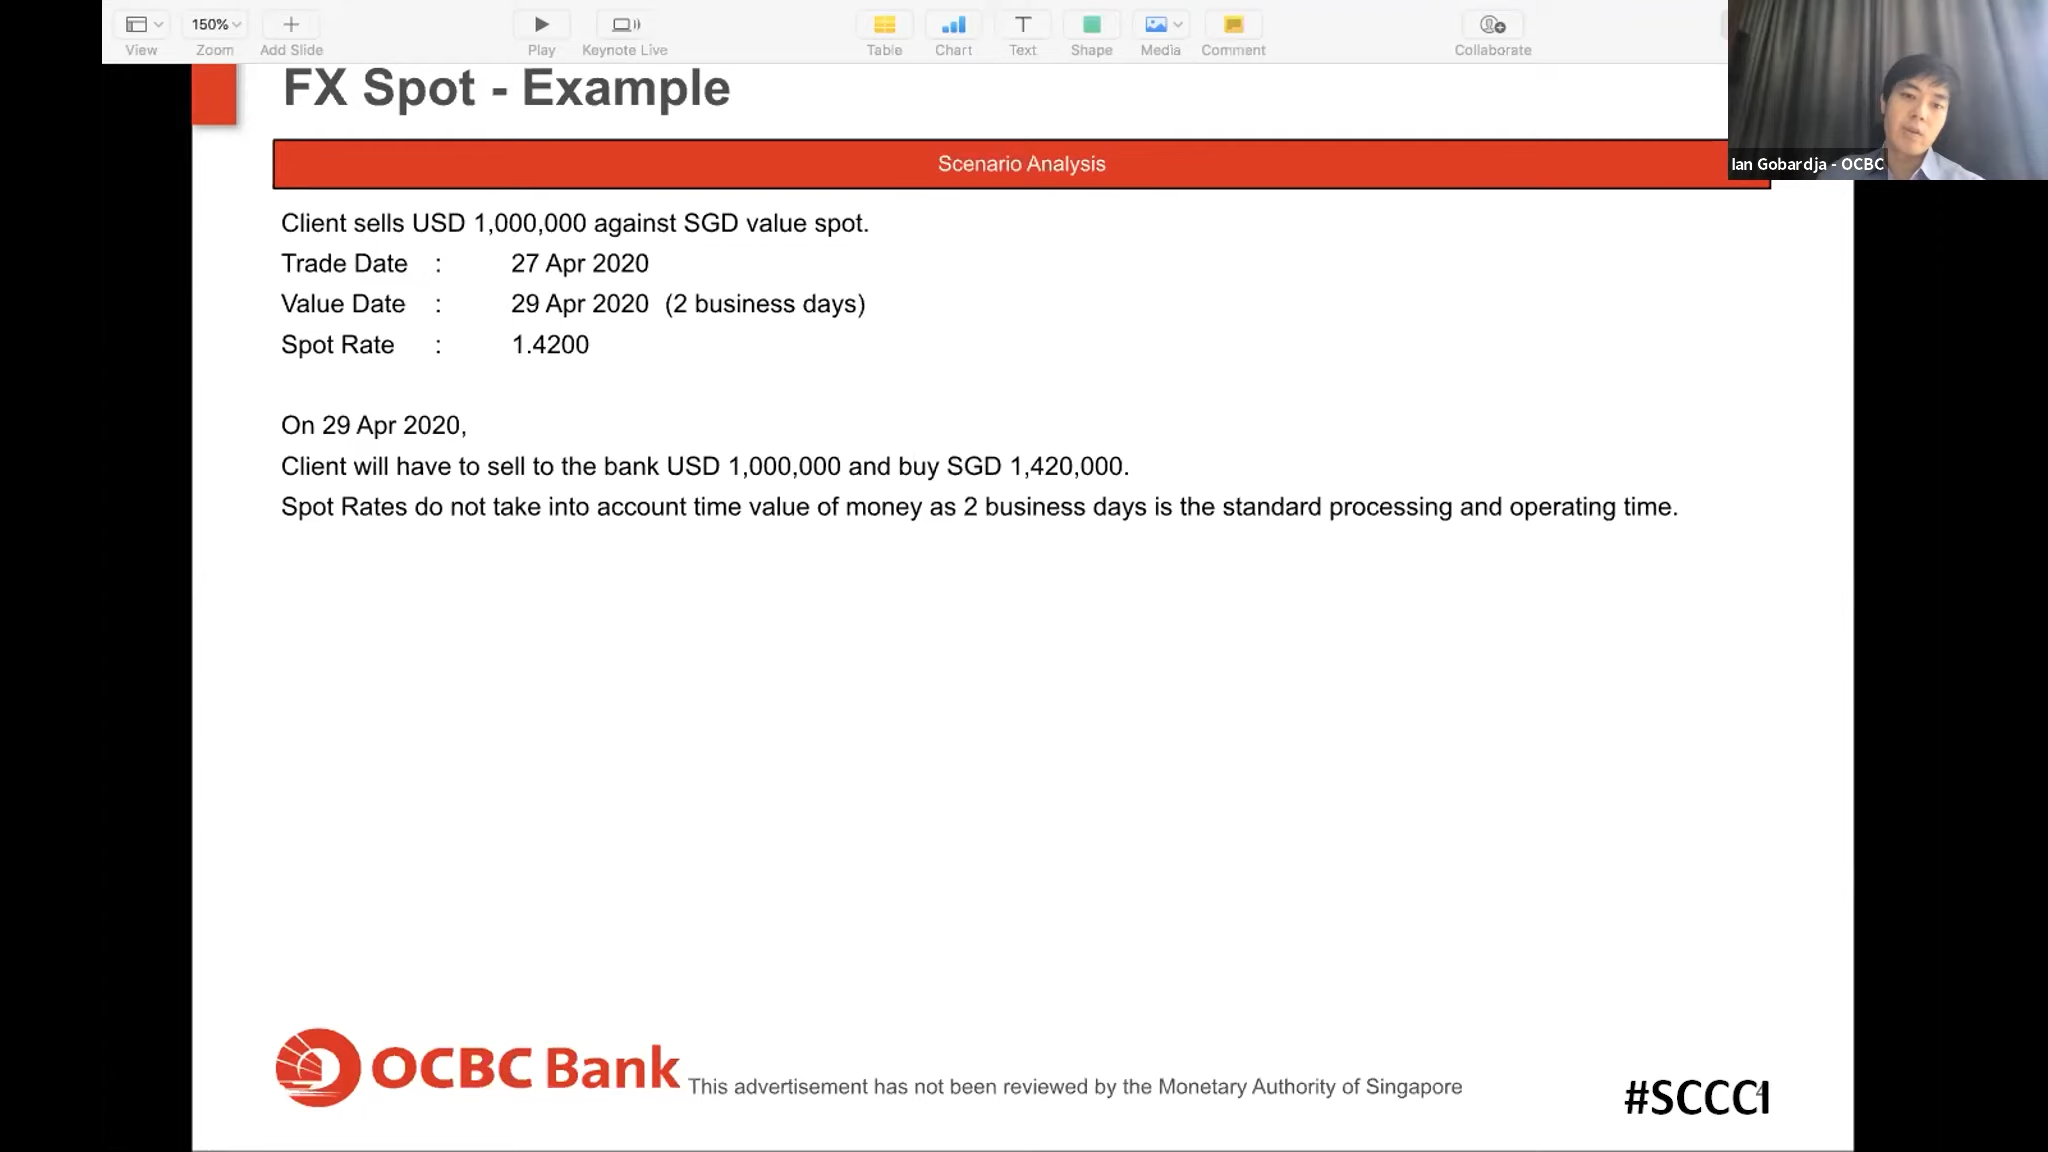 150%
View Zoom Add Slide Play Keynote Live Table Chart Text Shape Media Comment Collaborate
FX Spot - Example
Scenario Analysis
Ian Gobardja - OCBC
Client sells USD 1,000,000 against SGD value spot.
Trade Date : 27 Apr 2020
Value Date : 29 Apr 2020 (2 business days)
Spot Rate : 1.4200
On 29 Apr 2020,
Client will have to sell to the bank USD 1,000,000 and buy SGD 1,420,000.
Spot Rates do not take into account time value of money as 2 business days is the standard processing and operating time.
OCBC Bank
This advertisement has not been reviewed by the Monetary Authority of Singapore
#SCCCI